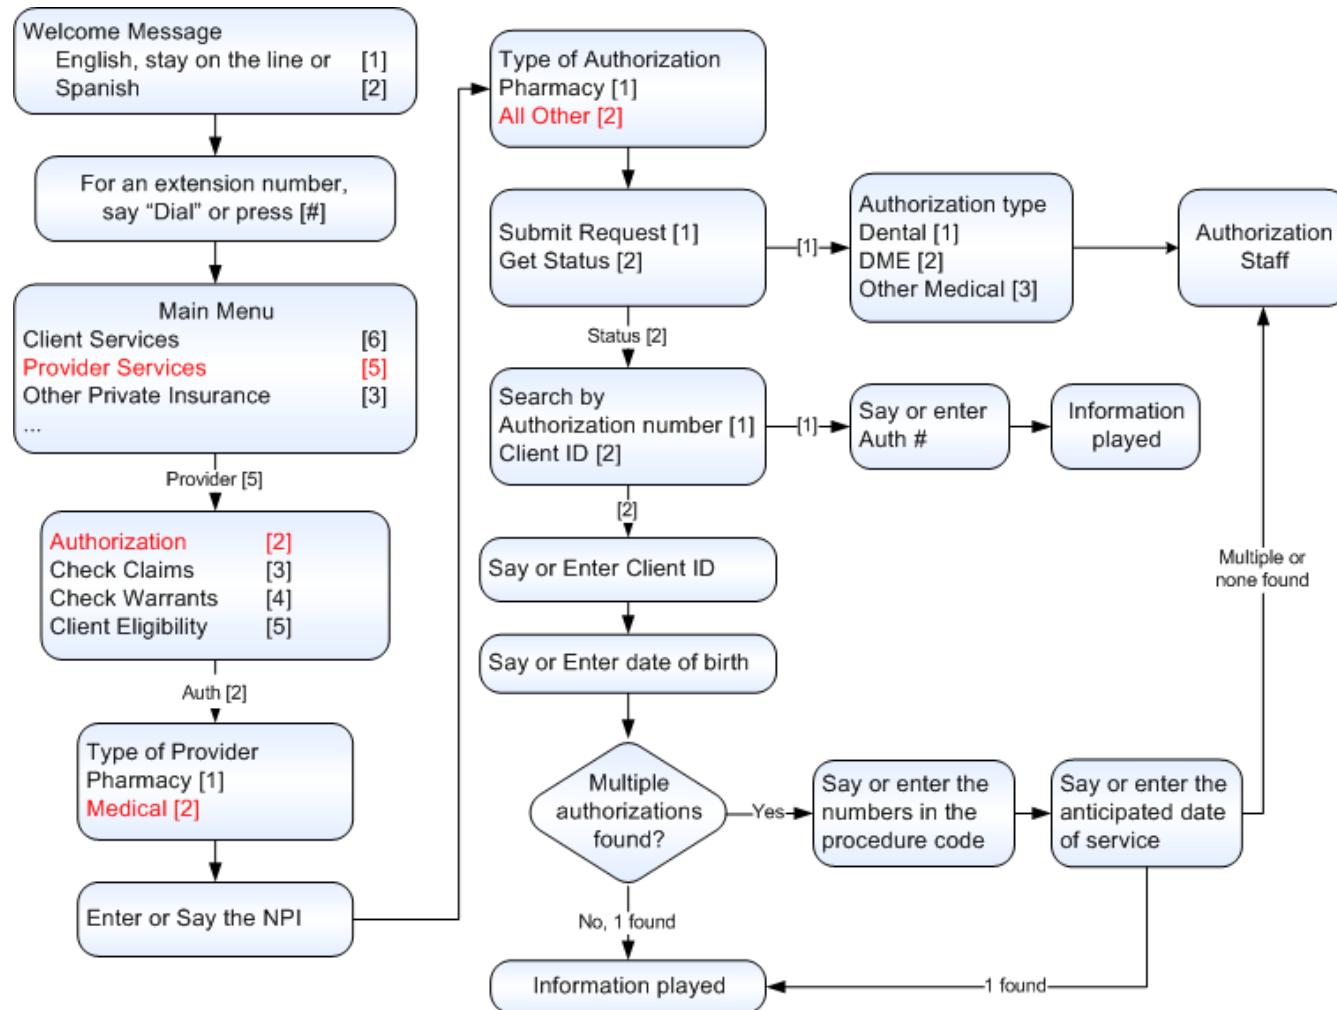 Welcome Message
English, stay on the line or [1]
Spanish [2]
For an extension number,
say “Dial” or press [#]
Main Menu
Client Services [6]
Provider Services [5]
Other Private Insurance [3]
...
Provider [5]
Authorization [2]
Check Claims [3]
Check Warrants [4]
Client Eligibility [5]
Auth [2]
Type of Provider
Pharmacy [1]
Medical [2]
Enter or Say the NPI
Type of Authorization
Pharmacy [1]
All Other [2]
Submit Request [1]
Get Status [2]
[1]
Authorization type
Dental [1]
DME [2]
Other Medical [3]
Authorization
Staff
Status [2]
Search by
Authorization number [1]
Client ID [2]
[1]
Say or enter
Auth #
Information
played
[2]
Say or Enter Client ID
Say or Enter date of birth
Multiple
authorizations
found?
Yes
Say or enter the
numbers in the
procedure code
Say or enter the
anticipated date
of service
Multiple or
none found
No, 1 found
1 found
Information played